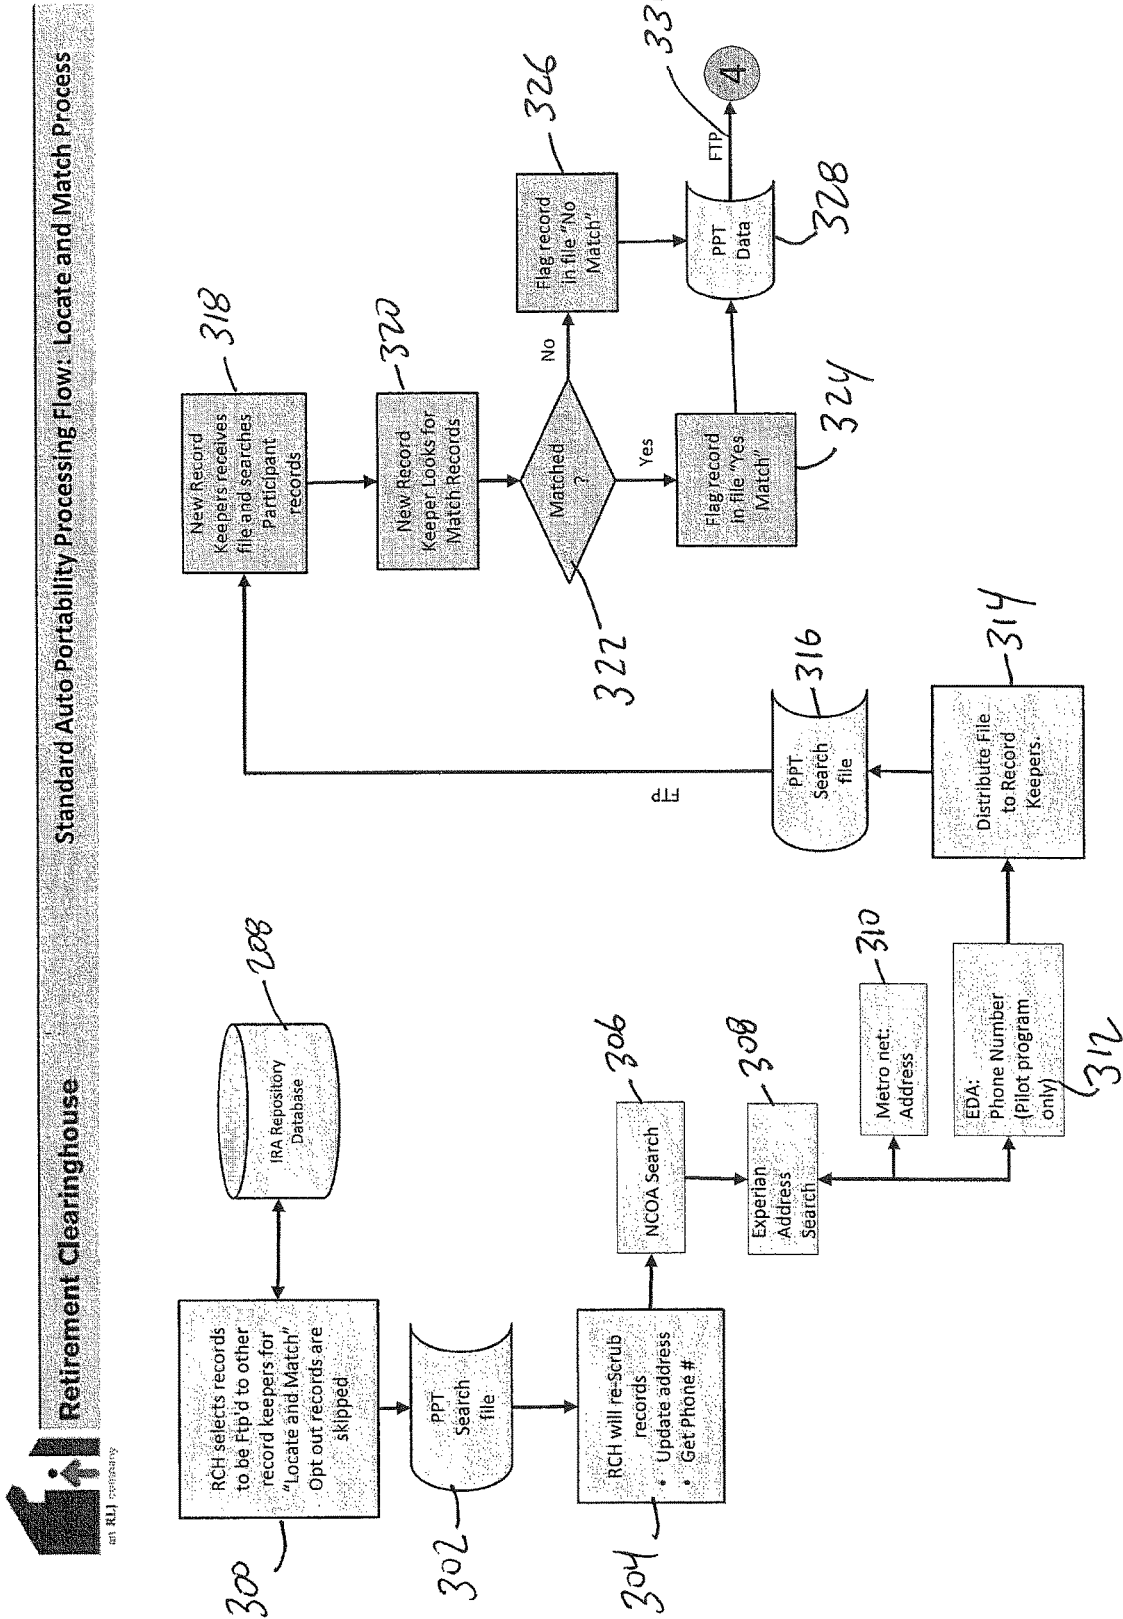 Retirement Clearinghouse
an RLJ company
Standard Auto Portability Processing Flow: Locate and Match Process
RCH selects records
to be Ftp'd to other
record keepers for
"Locate and Match"
Opt out records are
skipped
300
IRA Repository
Database
208
PPT
Search
file
302
RCH will re-Scrub
records
• Update address
• Get Phone #
304
NCOA Search
306
Experian
Address
Search
308
Metro net:
Address
310
EDA:
Phone Number
(Pilot program
only)
312
Distribute File
to Record
Keepers.
314
PPT
Search
file
316
FTP
New Record
Keepers receives
file and searches
Participant
records
318
New Record
Keeper Looks for
Match Records
320
Matched
?
322
No
Yes
Flag record
in file "Yes
Match"
324
Flag record
in file "No
Match"
326
PPT
Data
328
FTP
4